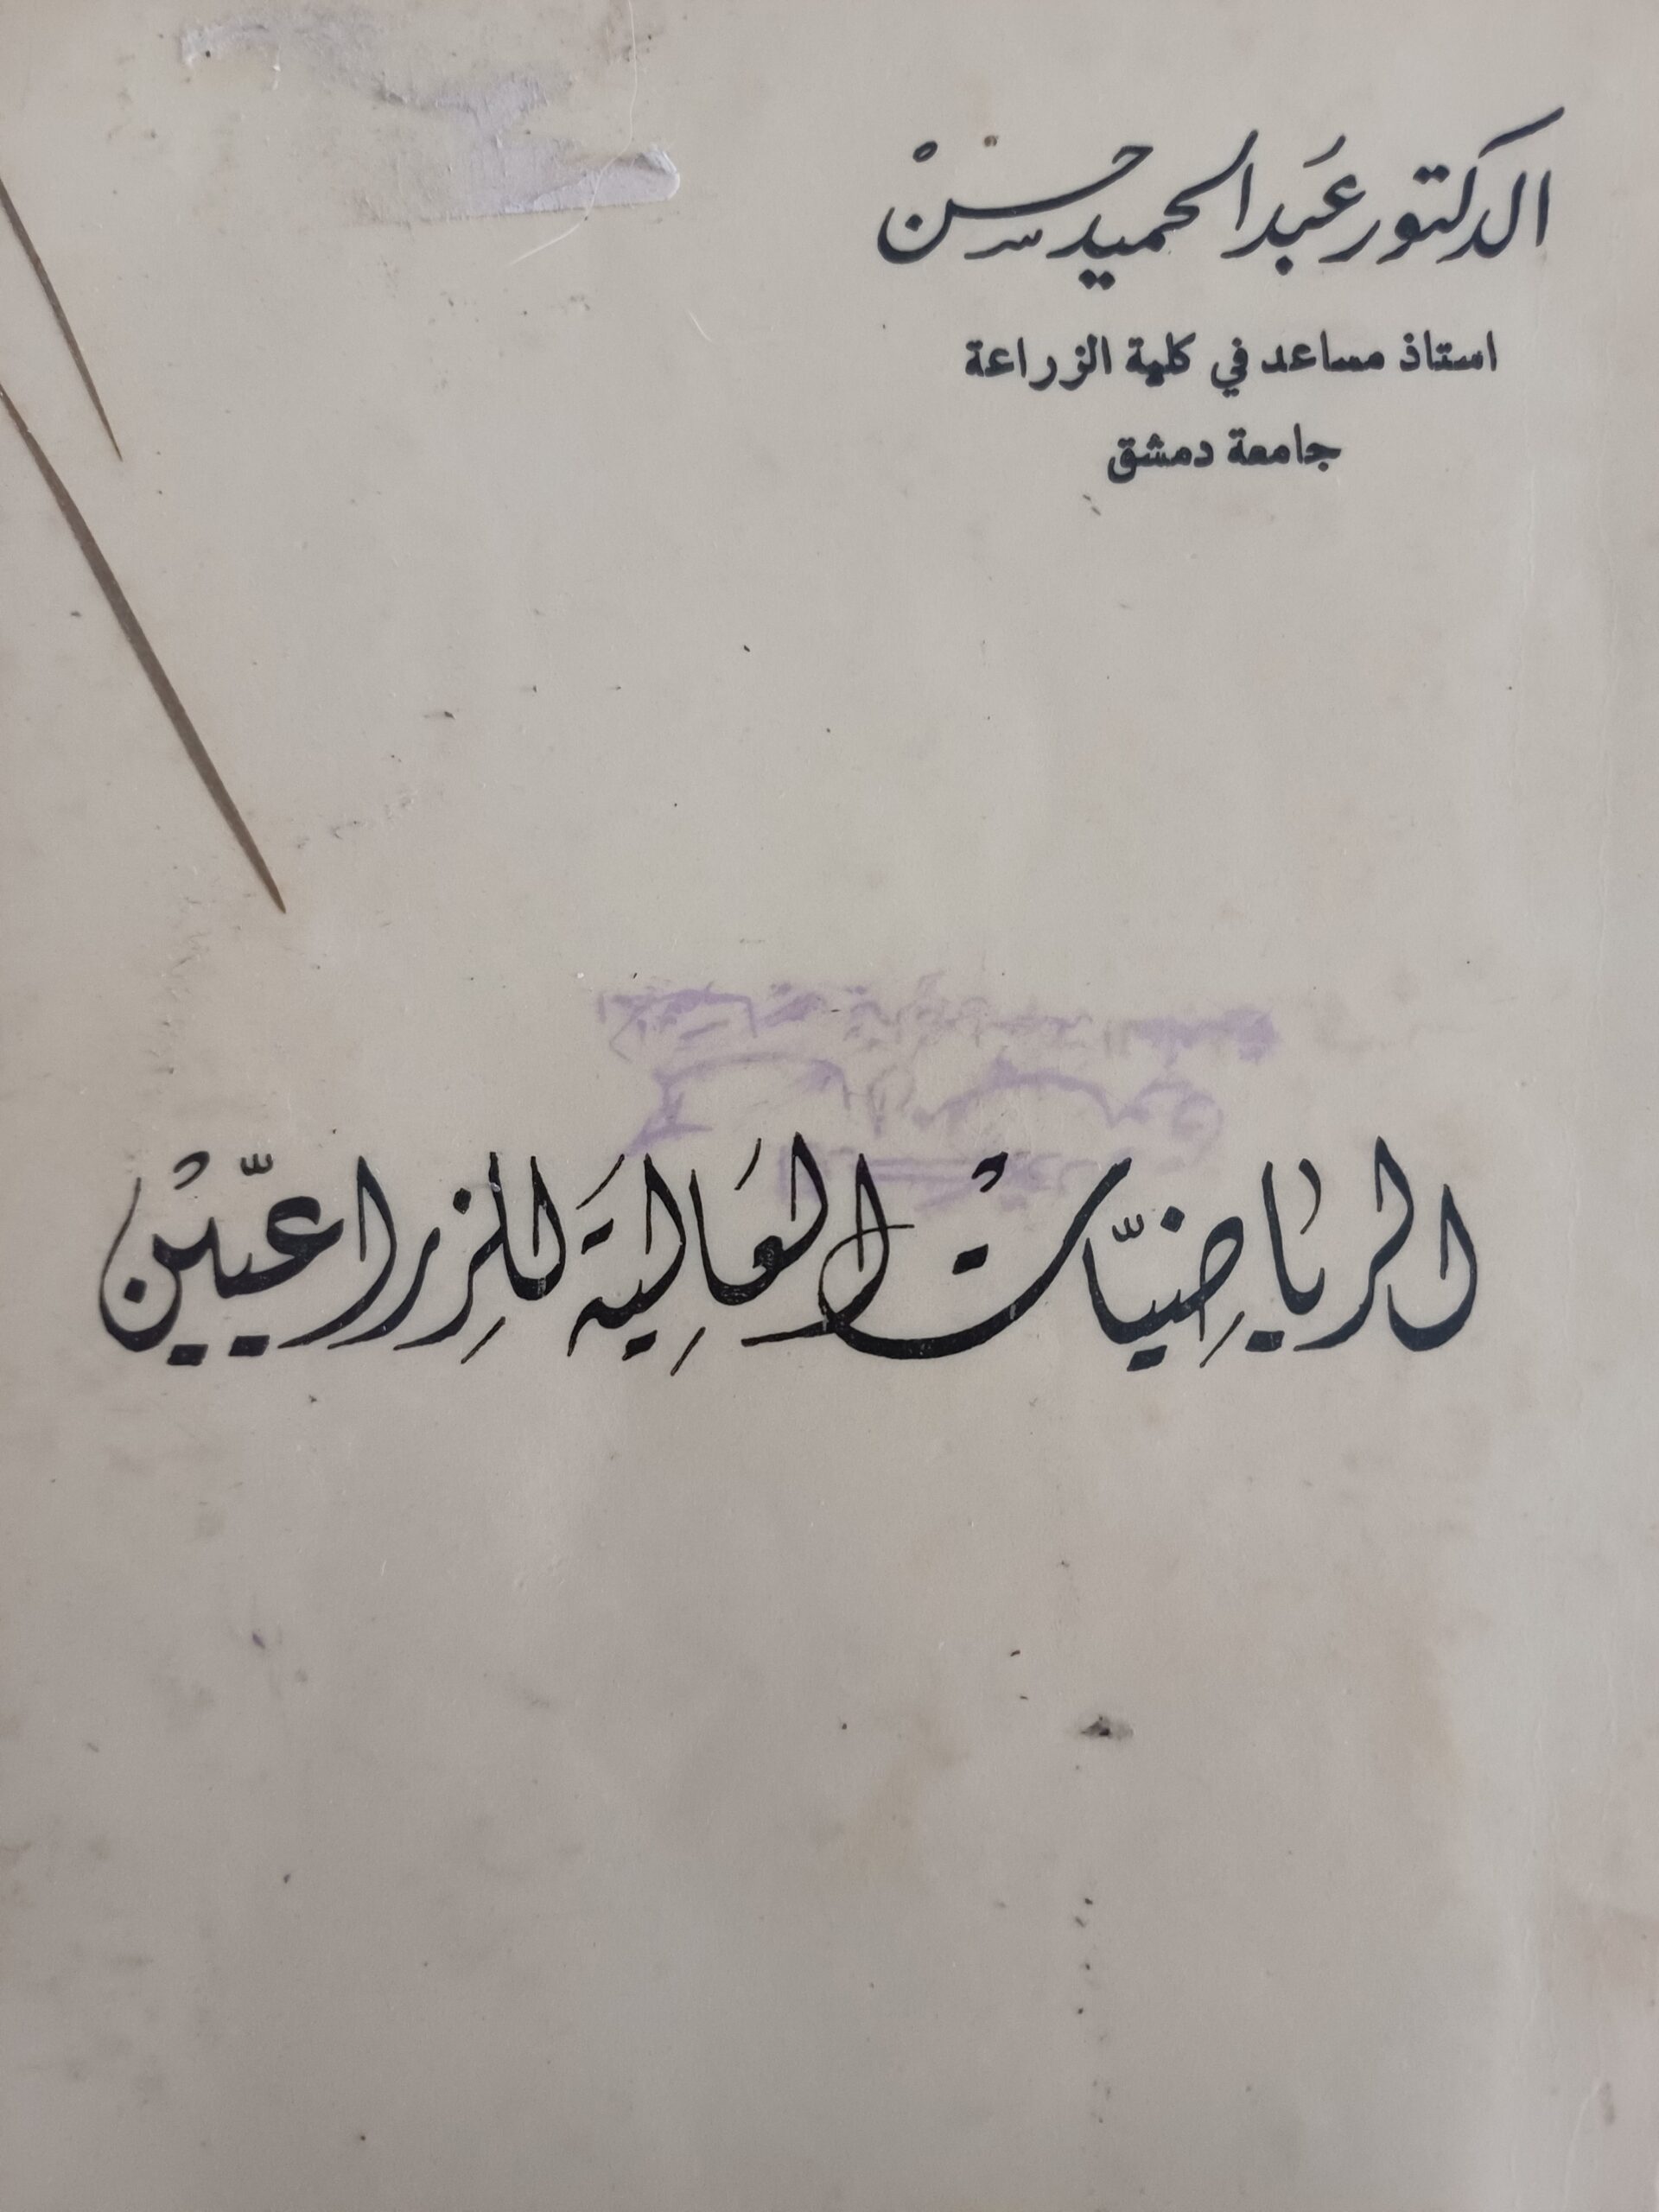 الدكتور عبد الحميد حسن
استاذ مساعد في كلية الزراعة
جامعة دمشق
الرياضيات العالية للزراعيين